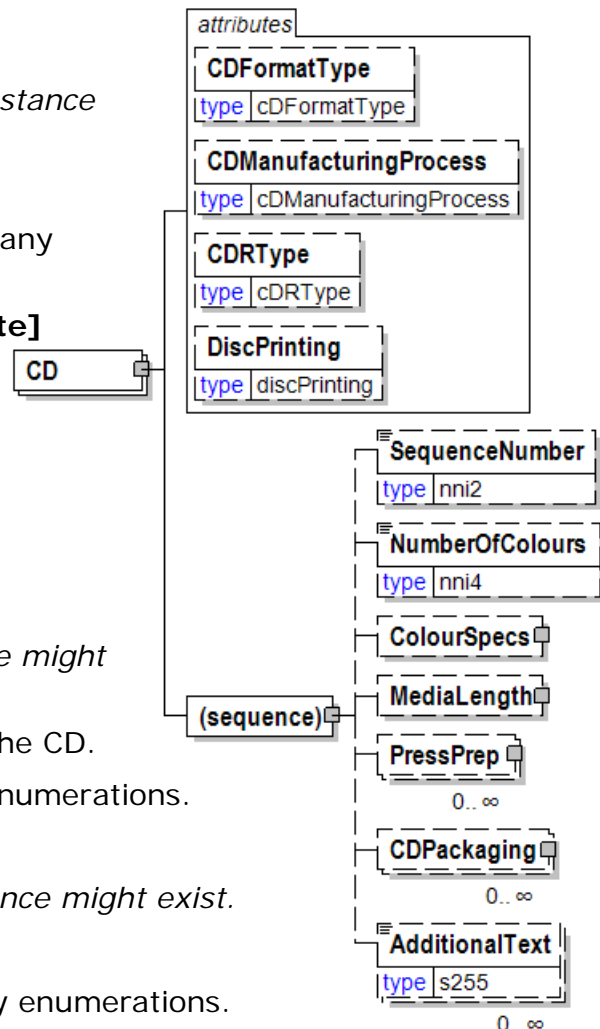 attributes
CDFormatType
type cDFormatType
stance
CDManufacturingProcess
type cDManufacturingProcess
any
CDRType
type cDRType
te]
DiscPrinting
type discPrinting
CD
SequenceNumber
type nni2
NumberOfColours
type nni4
ColourSpecs
e might
MediaLength
(sequence)
he CD.
PressPrep
numerations.
0..∞
CDPackaging
nce might exist.
0..∞
AdditionalText
type s255
y enumerations.
0..∞